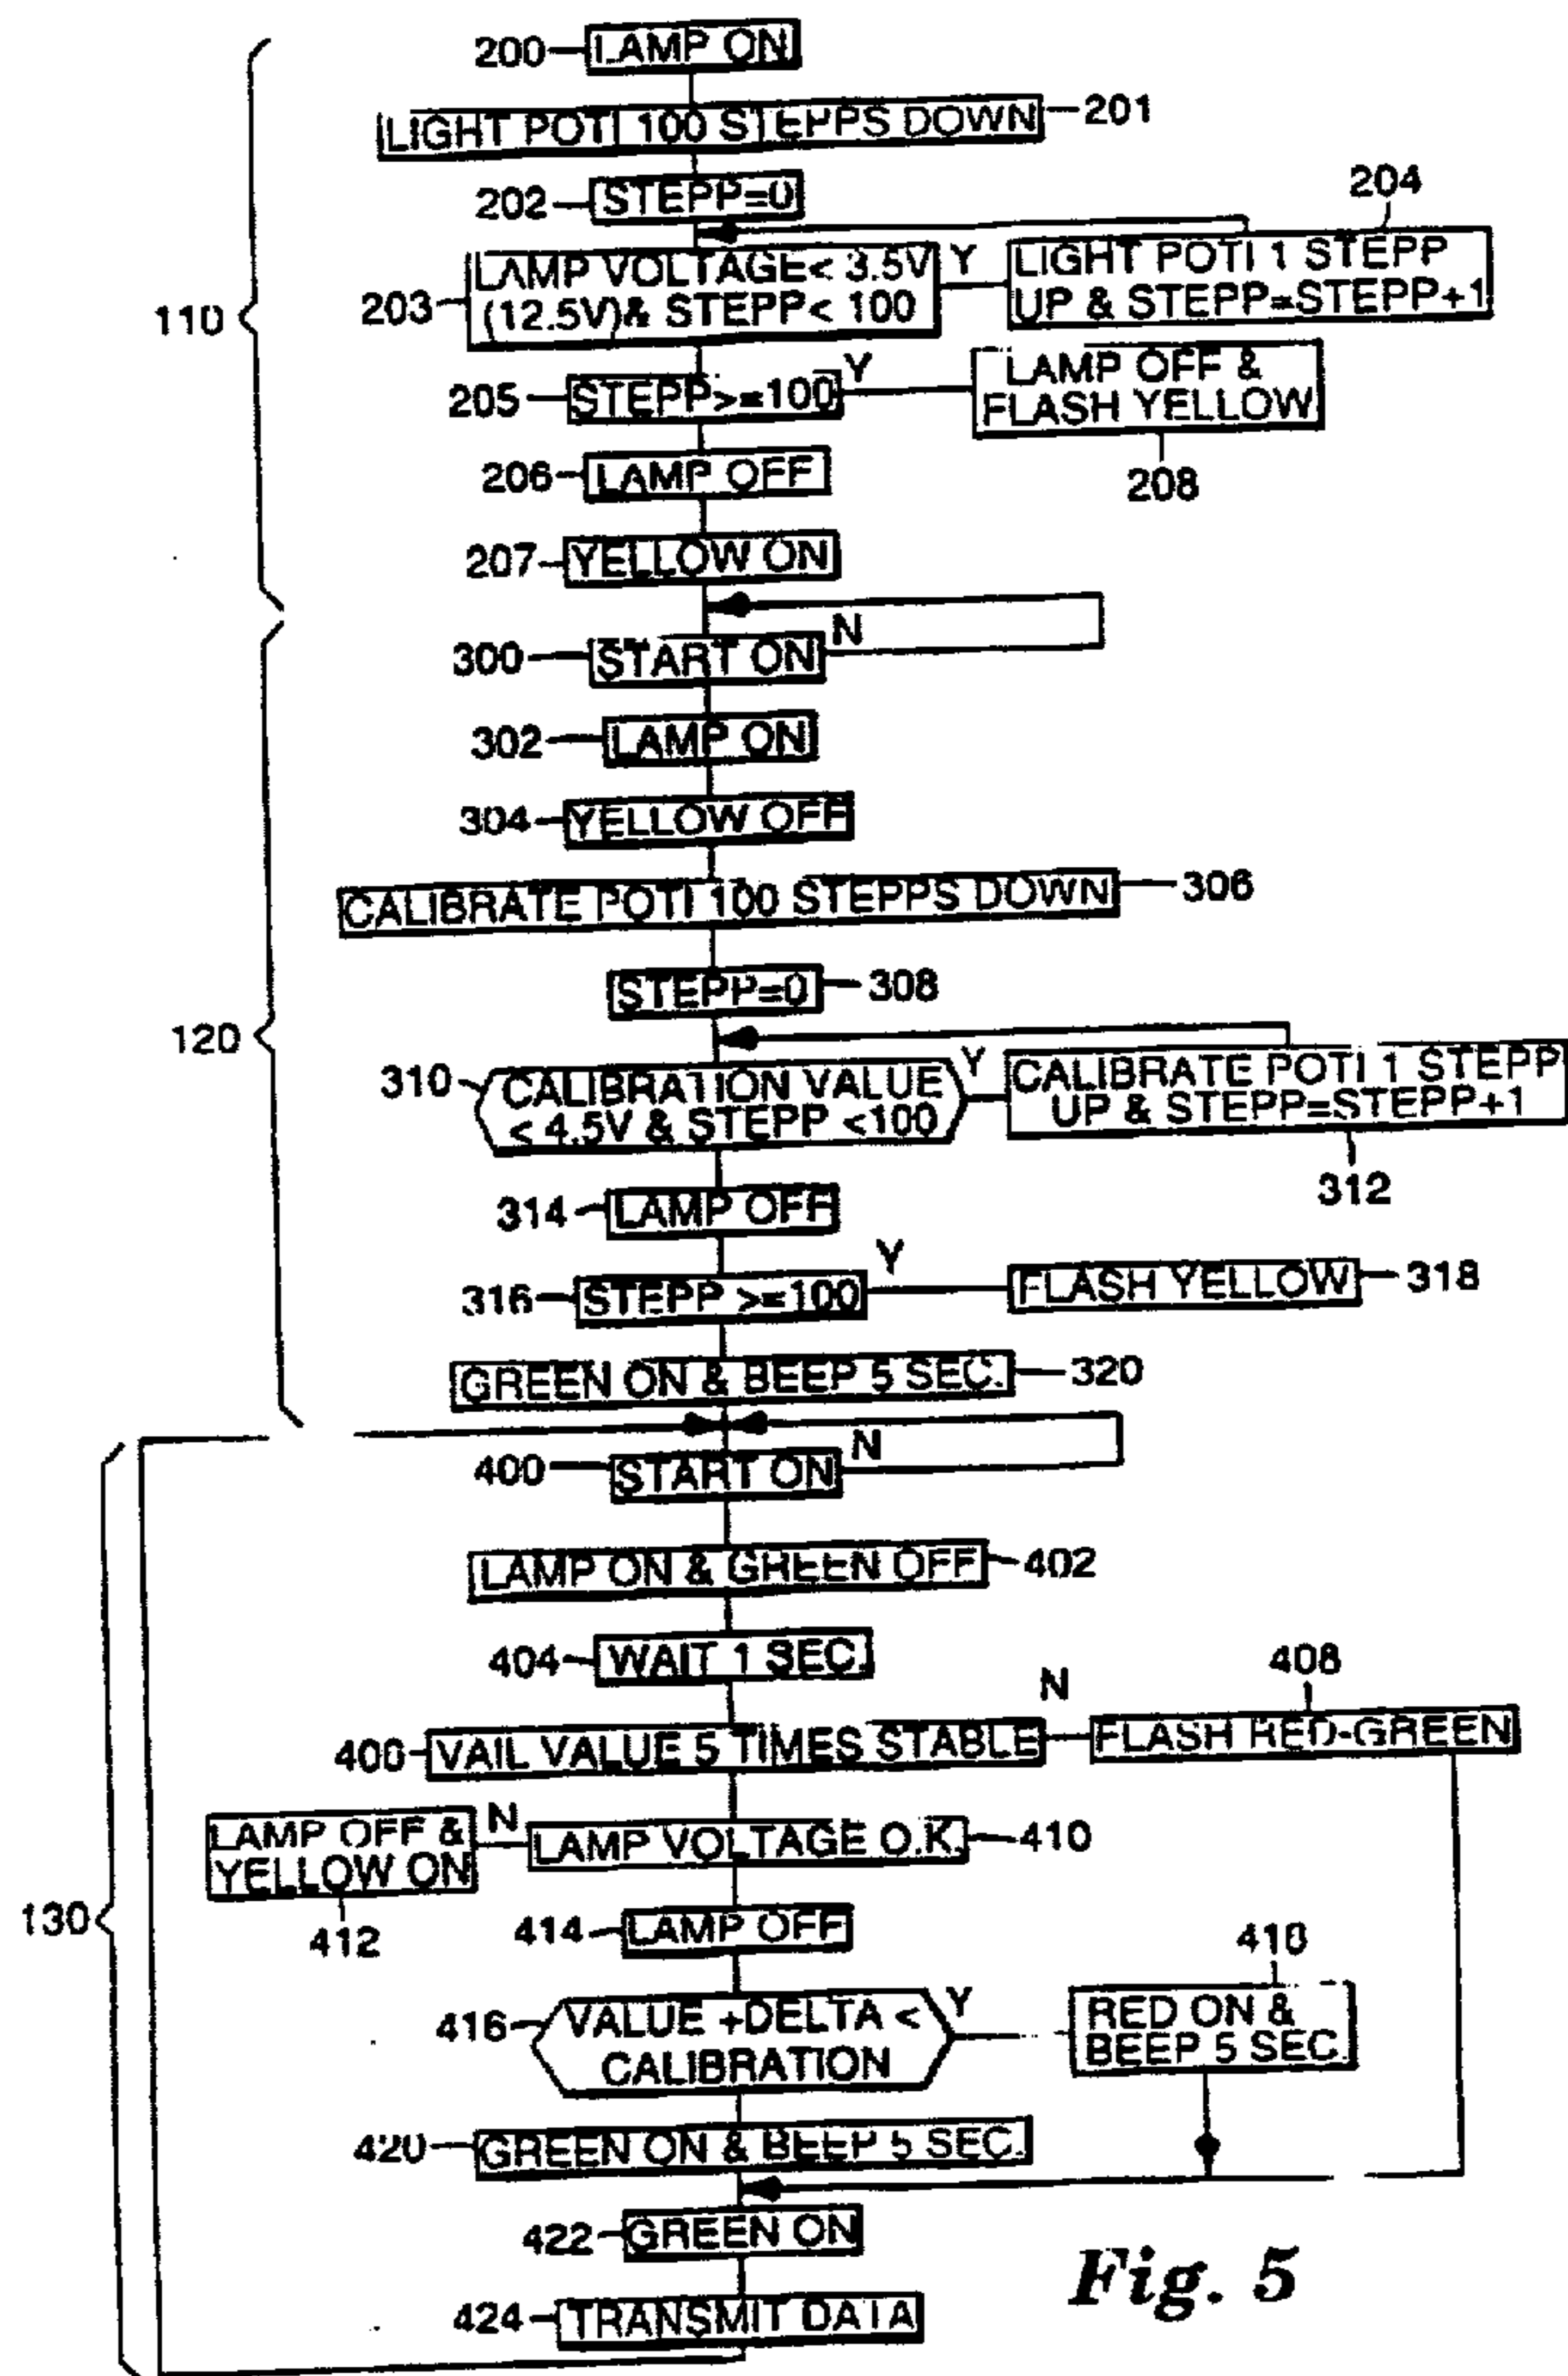 200 LAMP ON
LIGHT POTI 100 STEPPS DOWN 201
202 STEPP=0
204
203 LAMP VOLTAGE< 3.5V
(12.5V)& STEPP< 100
Y
LIGHT POTI 1 STEPP
UP & STEPP=STEPP+1
110
205 STEPP>=100 Y
LAMP OFF &
FLASH YELLOW
208
206 LAMP OFF
207 YELLOW ON
300 START ON N
302 LAMP ON
304 YELLOW OFF
CALIBRATE POTI 100 STEPPS DOWN 306
STEPP=0 308
120
310 CALIBRATION VALUE
< 4.5V & STEPP <100
Y
CALIBRATE POTI 1 STEPP
UP & STEPP=STEPP+1
312
314 LAMP OFF
316 STEPP >=100 Y FLASH YELLOW 318
GREEN ON & BEEP 5 SEC. 320
400 START ON N
LAMP ON & GREEN OFF 402
404 WAIT 1 SEC.
408
400 VAIL VALUE 5 TIMES STABLE N FLASH RED-GREEN
LAMP OFF &
YELLOW ON
412
N LAMP VOLTAGE O.K. 410
130
414 LAMP OFF
416 VALUE +DELTA <
CALIBRATION
Y
410
RED ON &
BEEP 5 SEC.
420 GREEN ON & BEEP 5 SEC.
422 GREEN ON
424 TRANSMIT DATA
Fig. 5